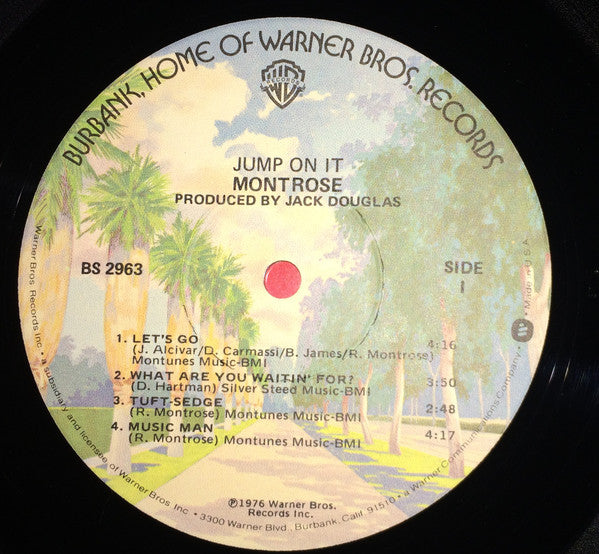 BURBANK, HOME OF WARNER BROS. RECORDS
RECORDS
JUMP ON IT
MONTROSE
PRODUCED BY JACK DOUGLAS
BS 2963
SIDE
1
1. LET'S GO 4:16
(J. Alcivar/D. Carmassi/B. James/R. Montrose)
Montunes Music-BMI
2. WHAT ARE YOU WAITIN' FOR? 3:50
(D. Hartman) Silver Steed Music-BMI
3. TUFT-SEDGE 2:48
(R. Montrose) Montunes Music-BMI
4. MUSIC MAN 4:17
(R. Montrose) Montunes Music-BMI
℗1976 Warner Bros.
Records Inc.
Warner Bros. Records Inc. • a subsidiary and licensee of Warner Bros Inc. • 3300 Warner Blvd., Burbank, Calif. 91510 • a Warner Communications Company • Made in U.S.A.